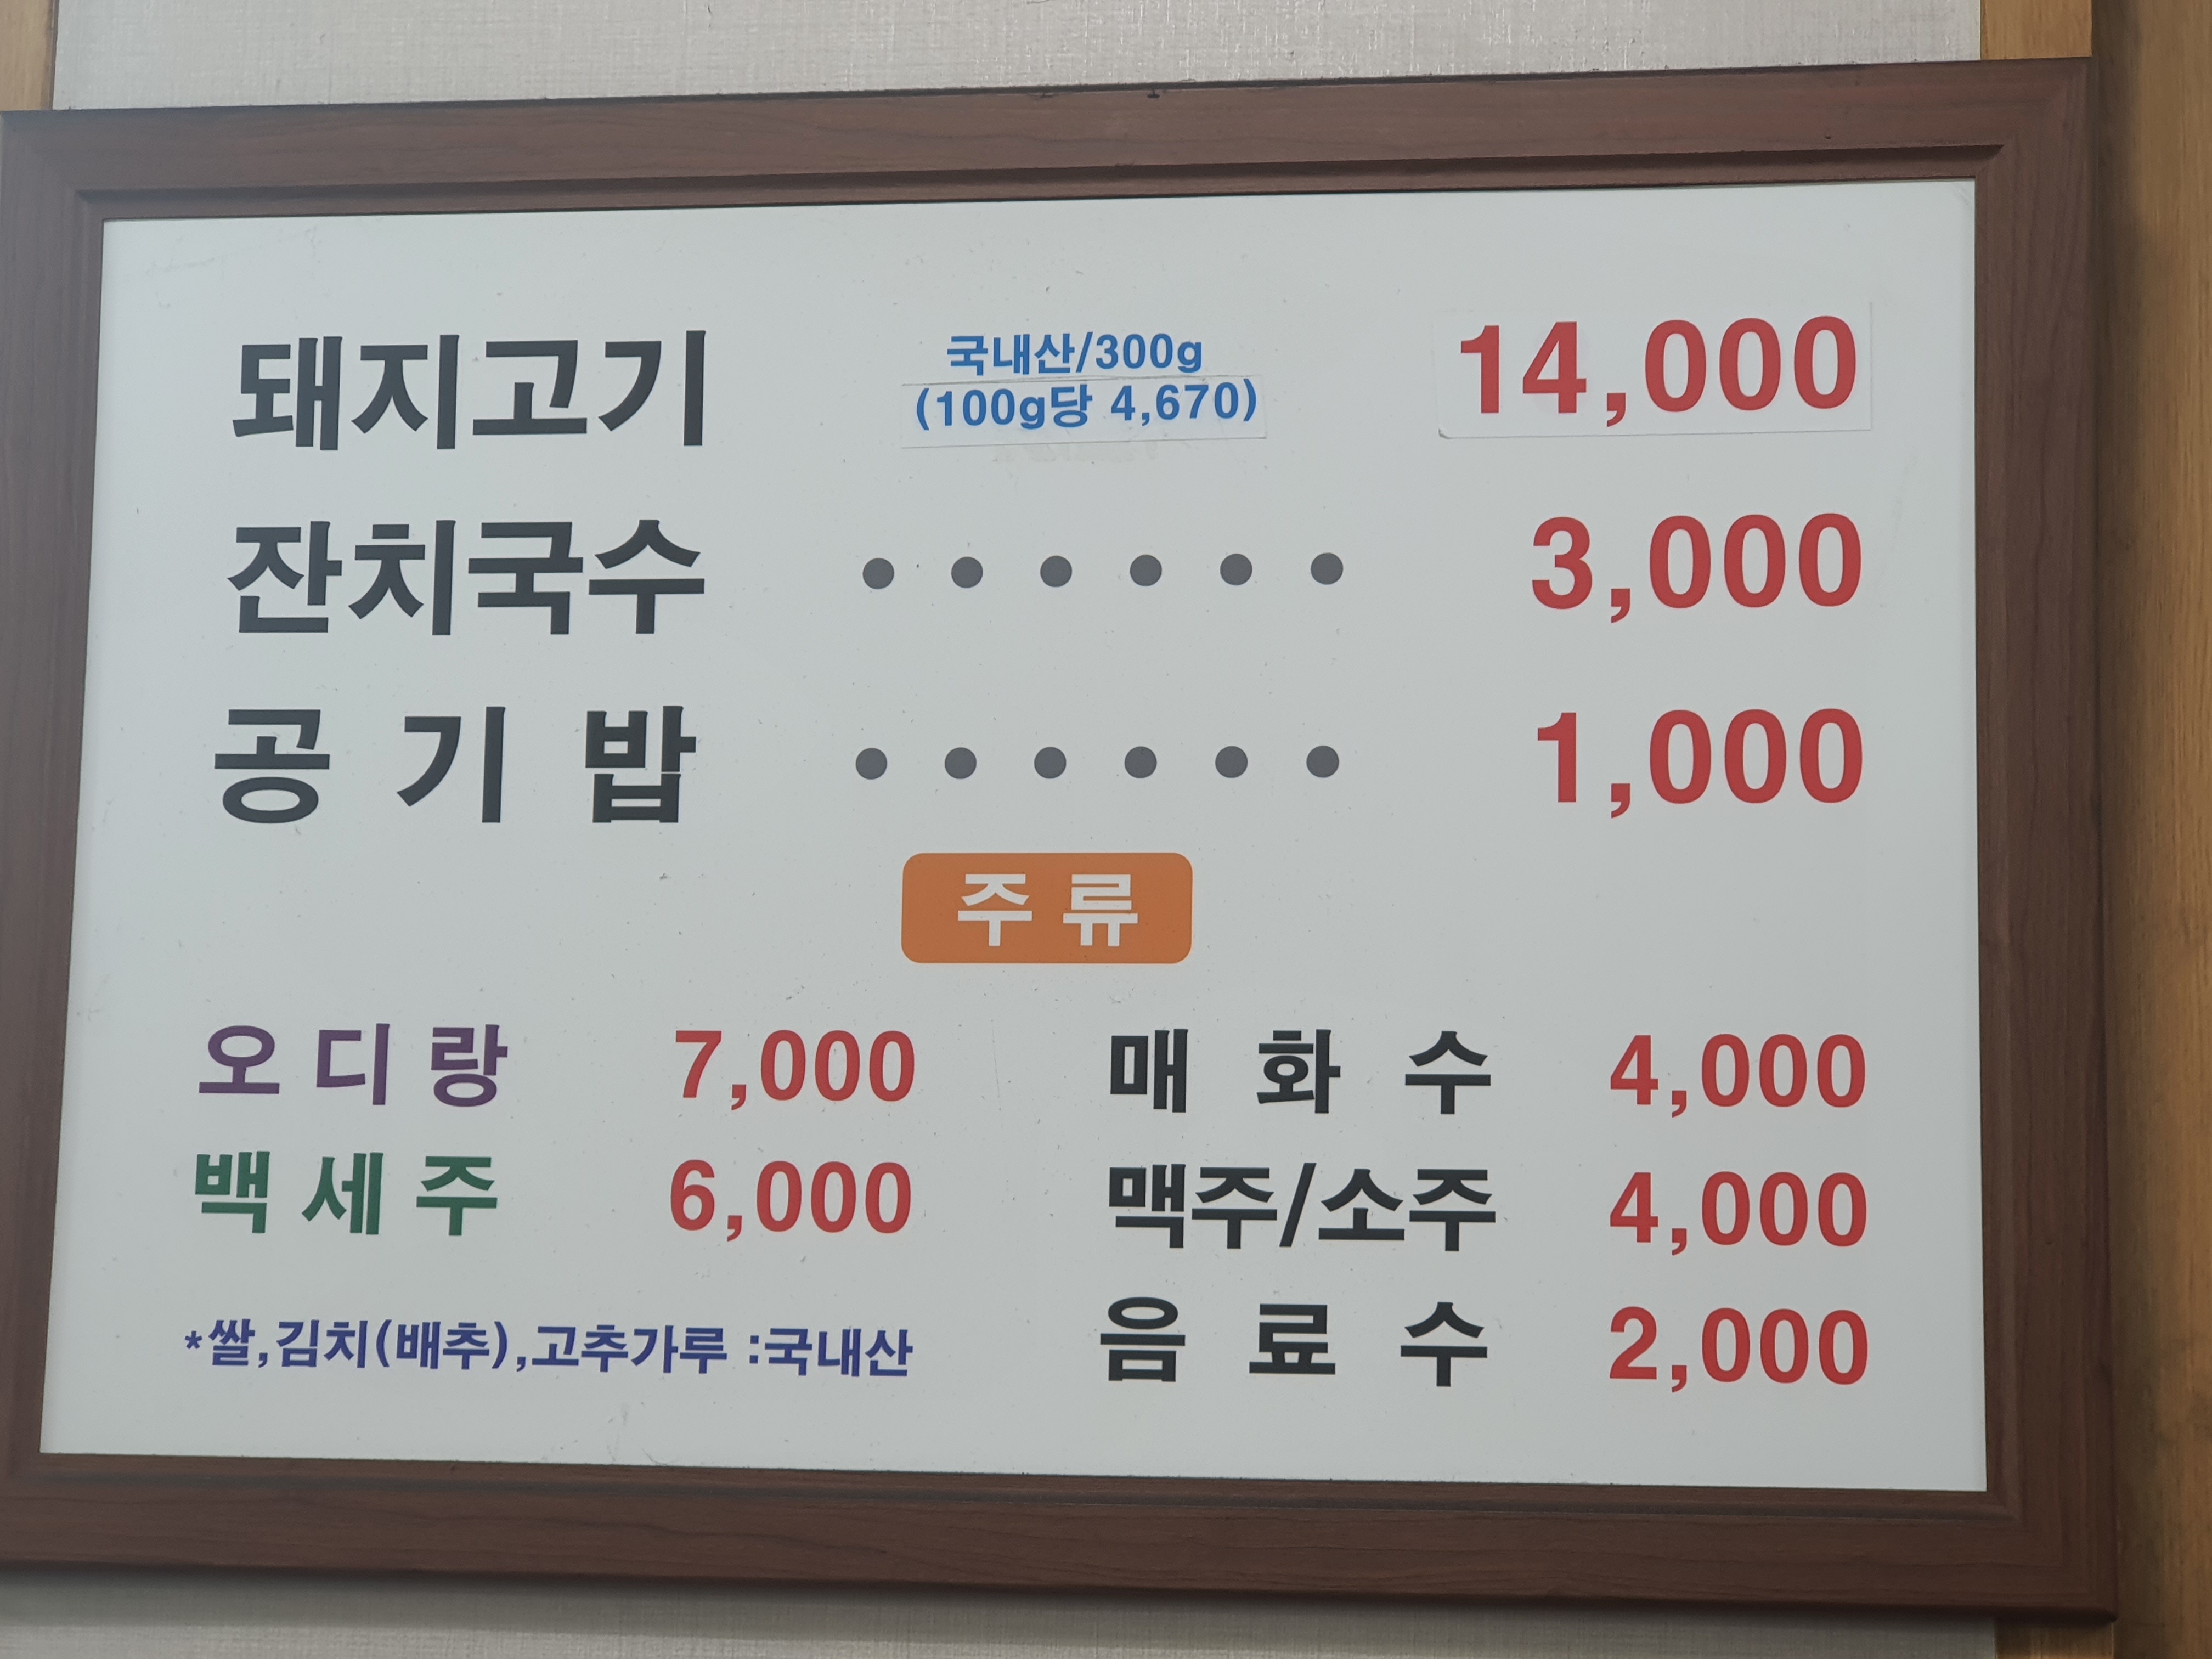 돼지고기 국내산/300g 14,000
(100g당 4,670)
잔치국수 •••••• 3,000
공기밥 •••••• 1,000
주류
오디랑 7,000 매화수 4,000
백세주 6,000 맥주/소주 4,000
*쌀,김치(배추),고추가루 :국내산 음료수 2,000